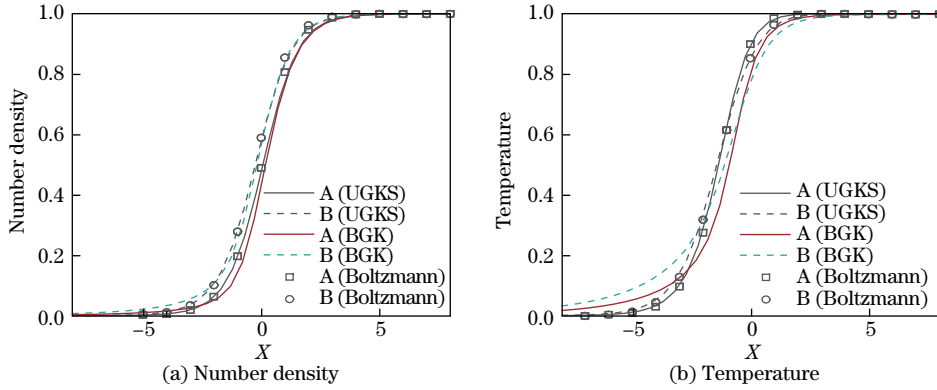 Number density
1.0
0.8
0.6
0.4
0.2
0.0
A (UGKS)
B (UGKS)
A (BGK)
B (BGK)
A (Boltzmann)
B (Boltzmann)
−5
0
5
X
(a) Number density
Temperature
1.0
0.8
0.6
0.4
0.2
0.0
A (UGKS)
B (UGKS)
A (BGK)
B (BGK)
A (Boltzmann)
B (Boltzmann)
−5
0
5
X
(b) Temperature